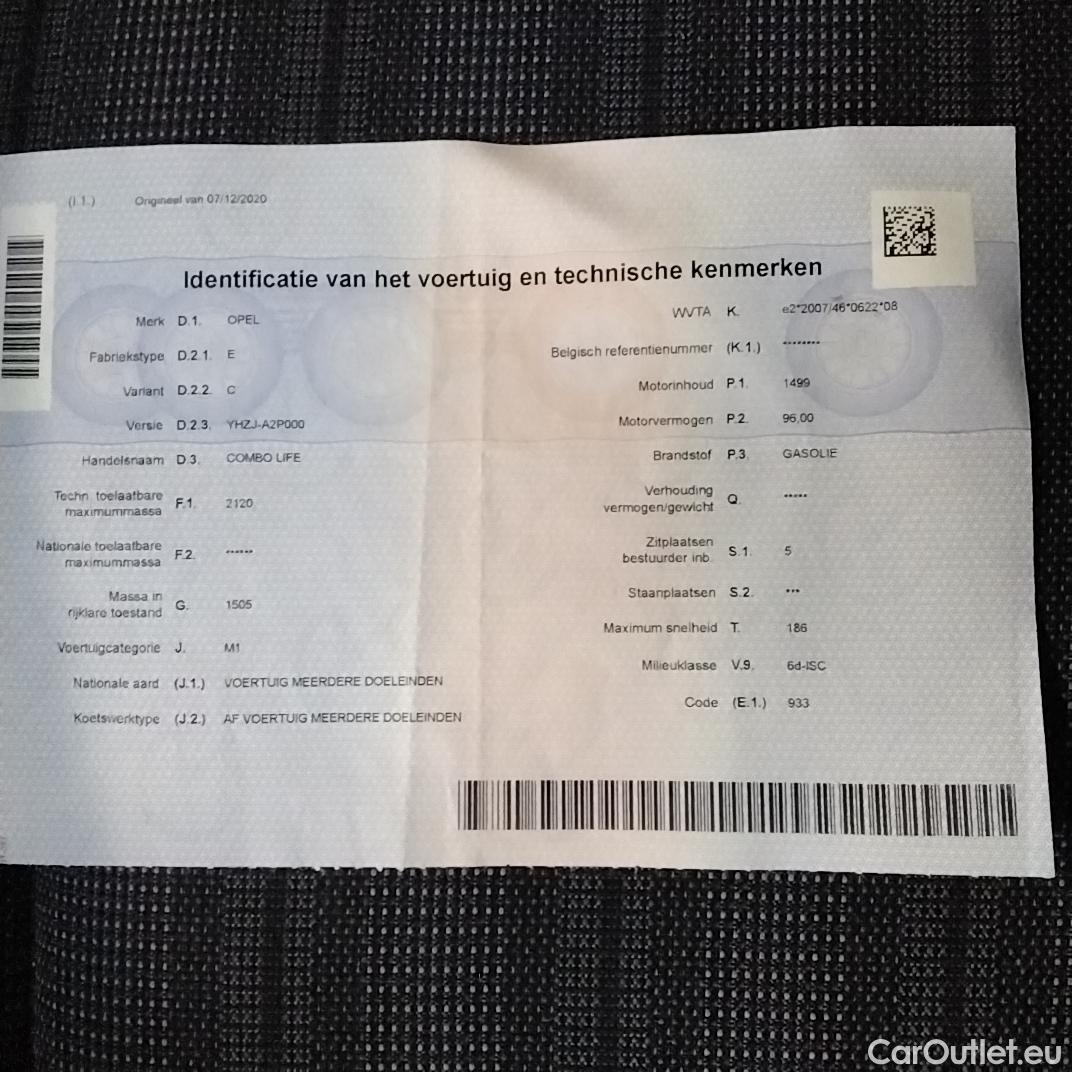 (I.1.) Origineel van 07/12/2020
Identificatie van het voertuig en technische kenmerken
Merk D.1. OPEL
Fabriekstype D.2.1. E
Variant D.2.2. C
Versie D.2.3. YHZJ-A2P000
Handelsnaam D.3. COMBO LIFE
Techn. toelaatbare
maximummassa F.1. 2120
Nationale toelaatbare
maximummassa F.2. ******
Massa in
rijklare toestand G. 1505
Voertuigcategorie J. M1
Nationale aard (J.1.) VOERTUIG MEERDERE DOELEINDEN
Koetswerktype (J.2.) AF VOERTUIG MEERDERE DOELEINDEN
WVTA K. e2*2007/46*0622*08
Belgisch referentienummer (K.1.) ********
Motorinhoud P.1. 1499
Motorvermogen P.2. 96,00
Brandstof P.3. GASOLIE
Verhouding
vermogen/gewicht Q. *****
Zitplaatsen
bestuurder inb. S.1. 5
Staanplaatsen S.2. ***
Maximum snelheid T. 186
Milieuklasse V.9. 6d-ISC
Code (E.1.) 933
CarOutlet.eu